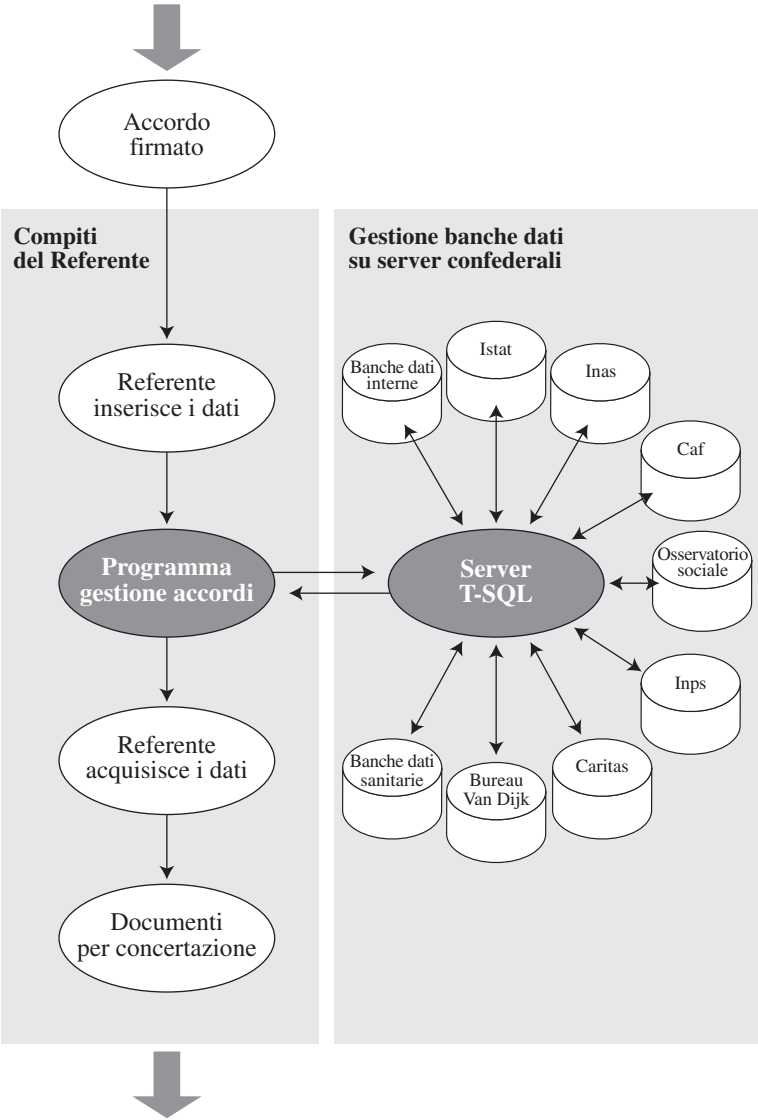 Accordo
firmato
Compiti
del Referente
Referente
inserisce i dati
Programma
gestione accordi
Referente
acquisisce i dati
Documenti
per concertazione
Gestione banche dati
su server confederali
Banche dati
interne
Istat
Inas
Caf
Osservatorio
sociale
Inps
Server
T-SQL
Banche dati
sanitarie
Bureau
Van Dijk
Caritas